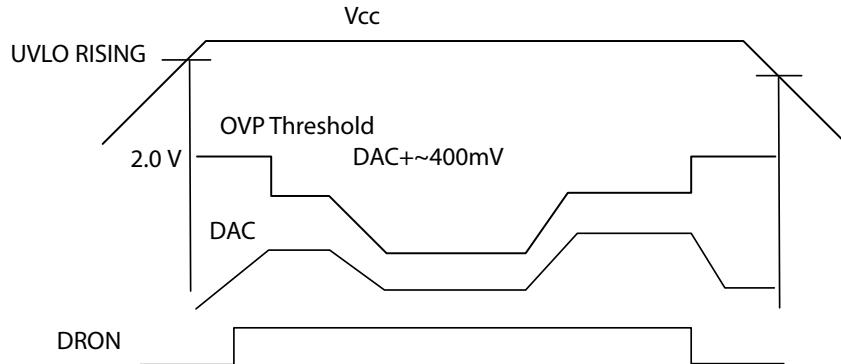 Vcc
UVLO RISING
OVP Threshold
2.0 V
DAC+~400mV
DAC
DRON